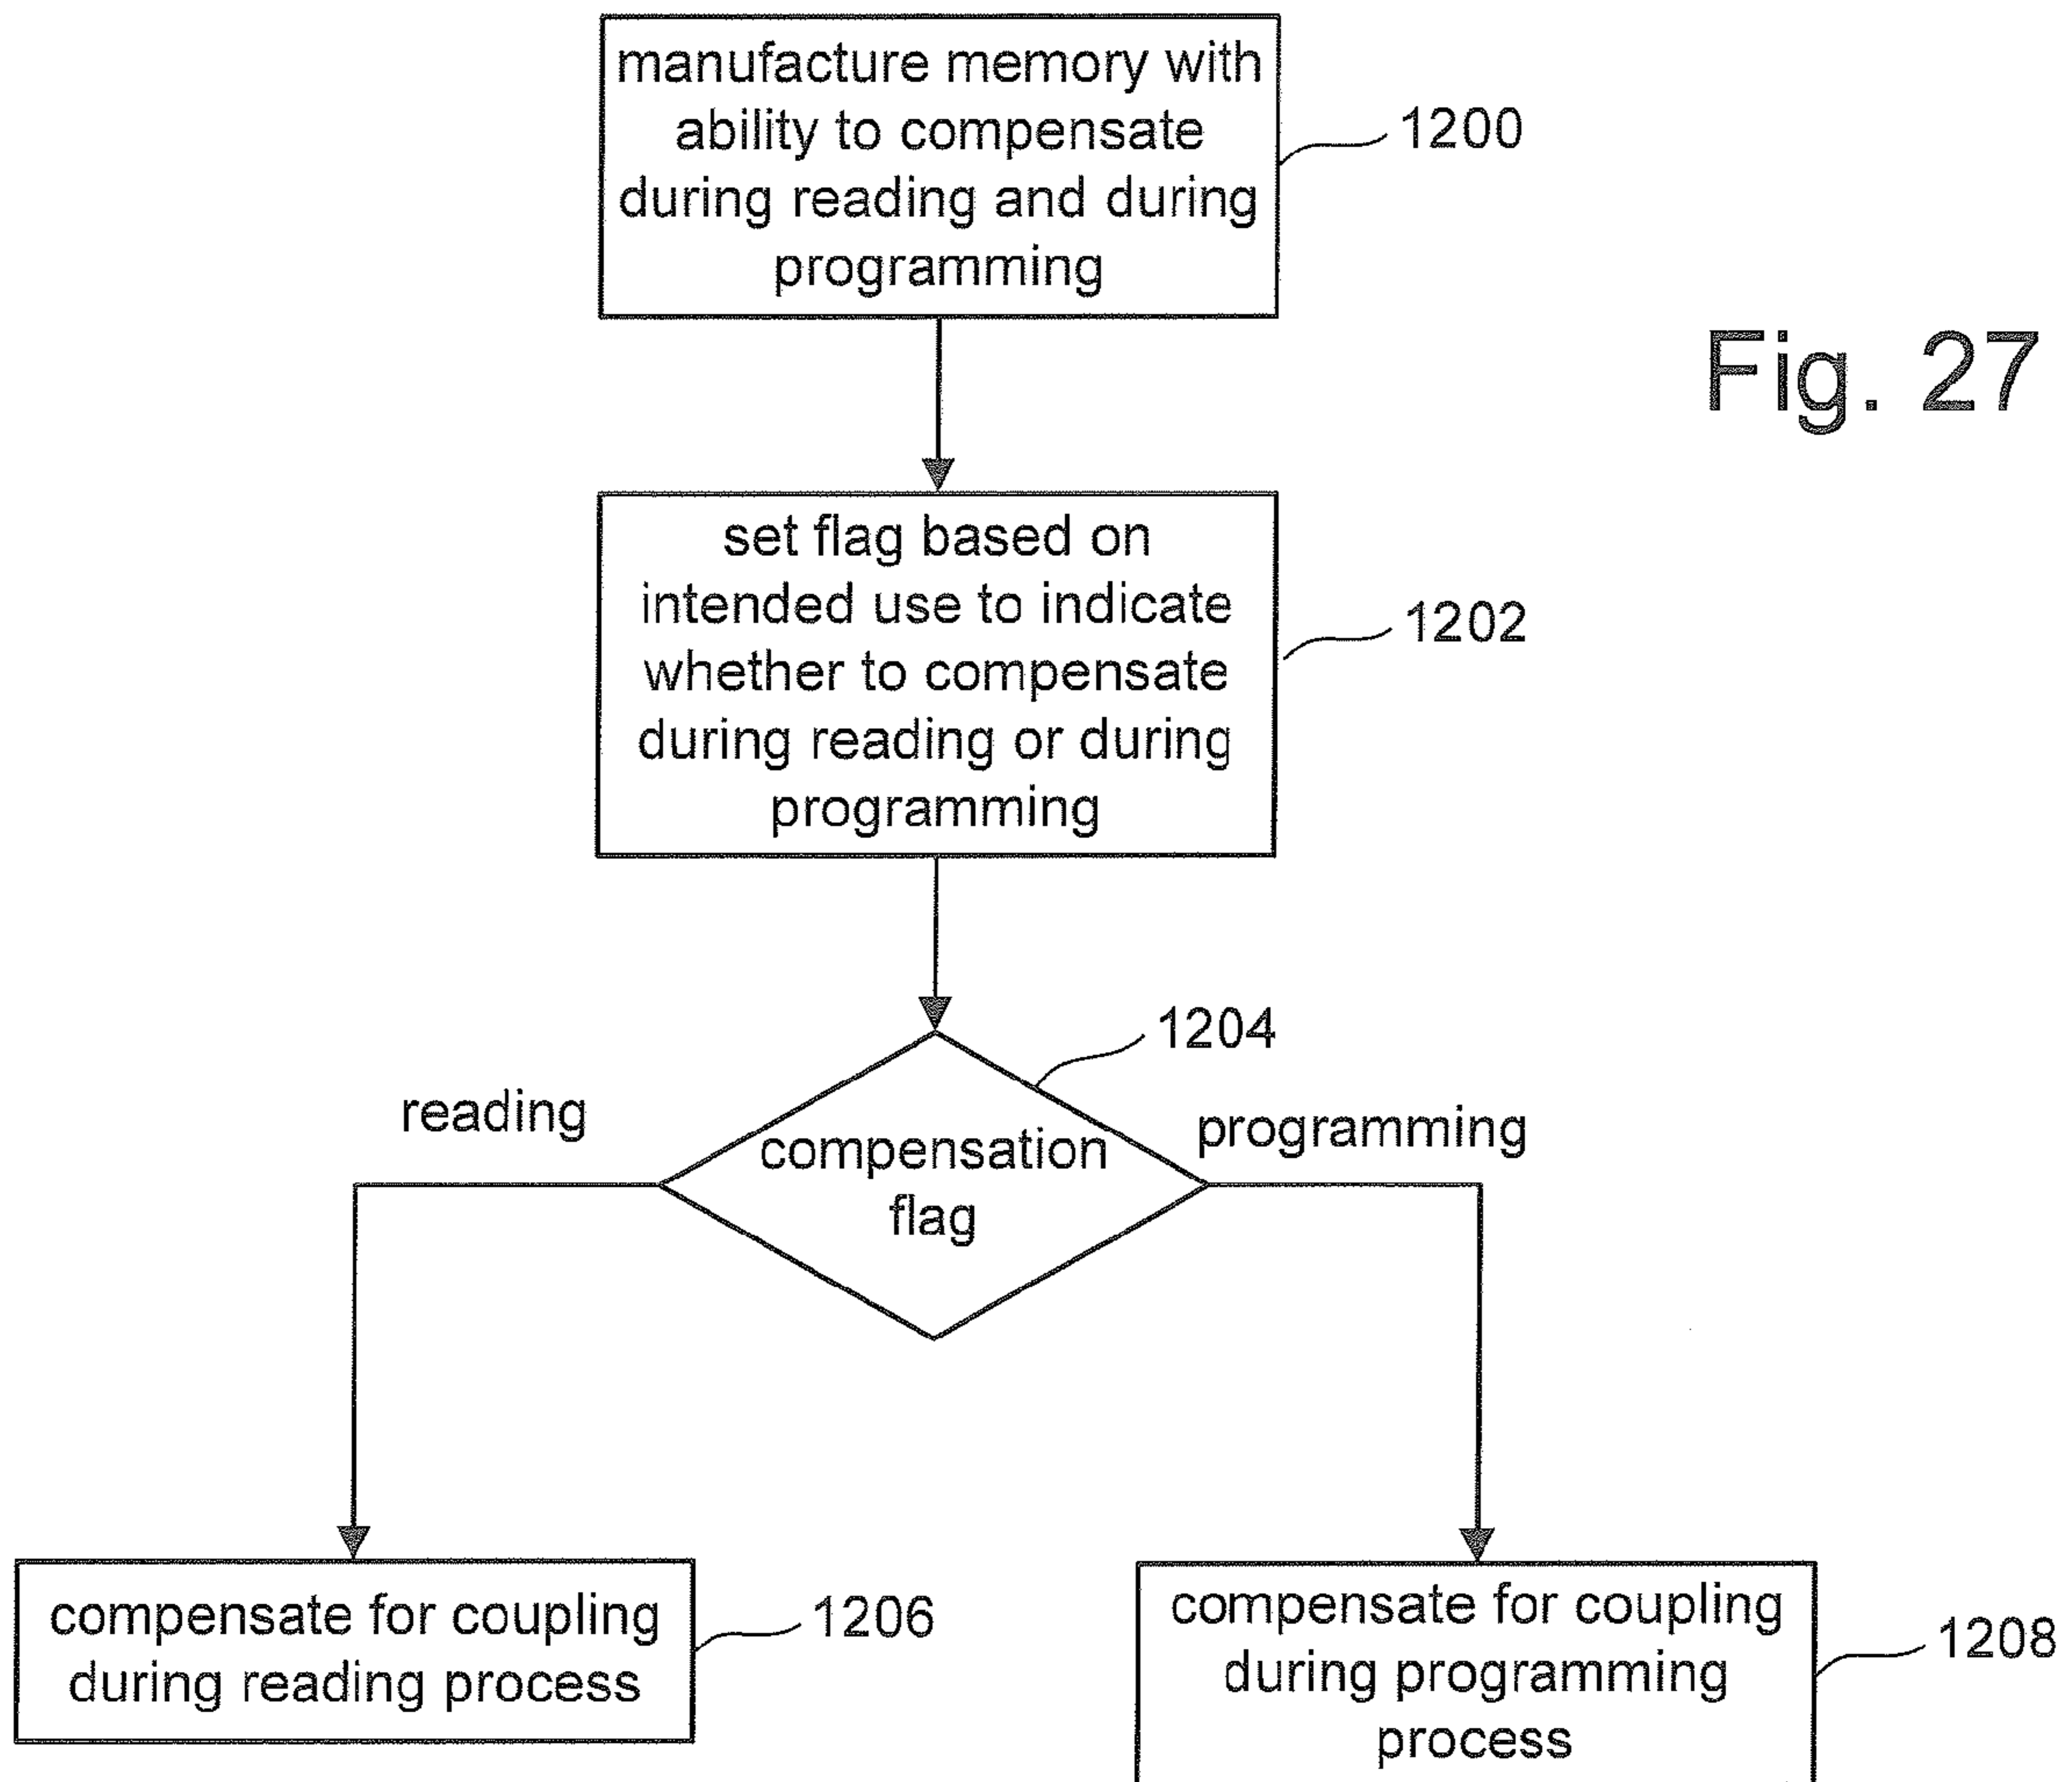 manufacture memory with
ability to compensate
during reading and during
programming
1200
Fig. 27
set flag based on
intended use to indicate
whether to compensate
during reading or during
programming
1202
1204
reading
programming
compensation
flag
compensate for coupling
during reading process
1206
compensate for coupling
during programming
process
1208